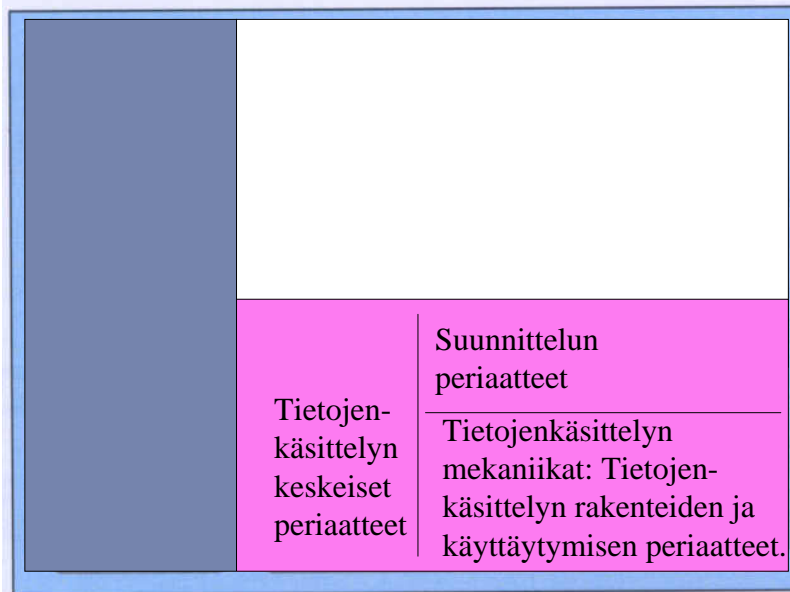 Tietojen-
käsittelyn
keskeiset
periaatteet
Suunnittelun
periaatteet
Tietojenkäsittelyn
mekaniikat: Tietojen-
käsittelyn rakenteiden ja
käyttäytymisen periaatteet.